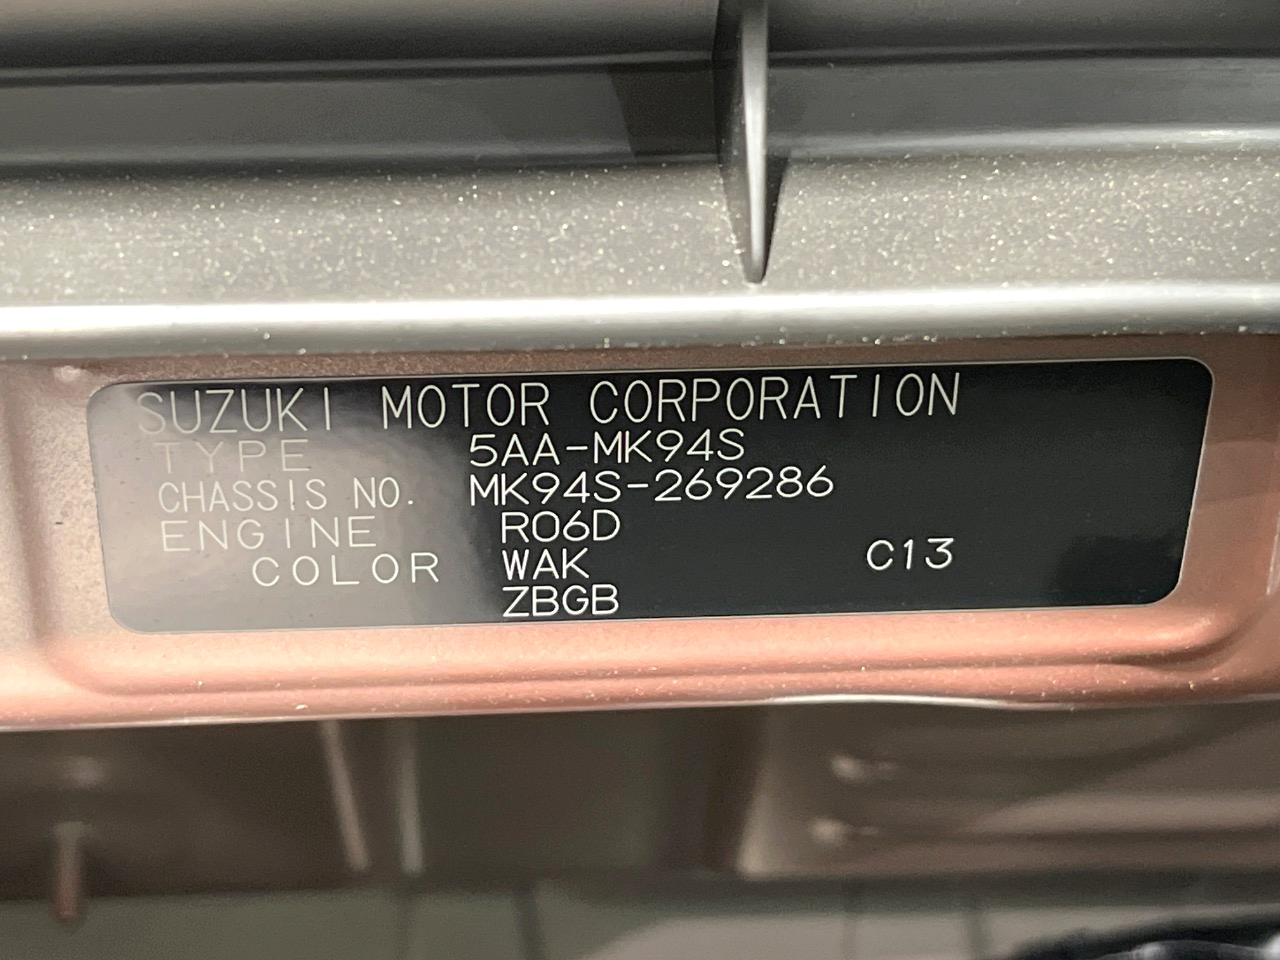 SUZUKI MOTOR CORPORATION
TYPE 5AA-MK94S
CHASSIS NO. MK94S-269286
ENGINE R06D
COLOR WAK C13
ZBGB